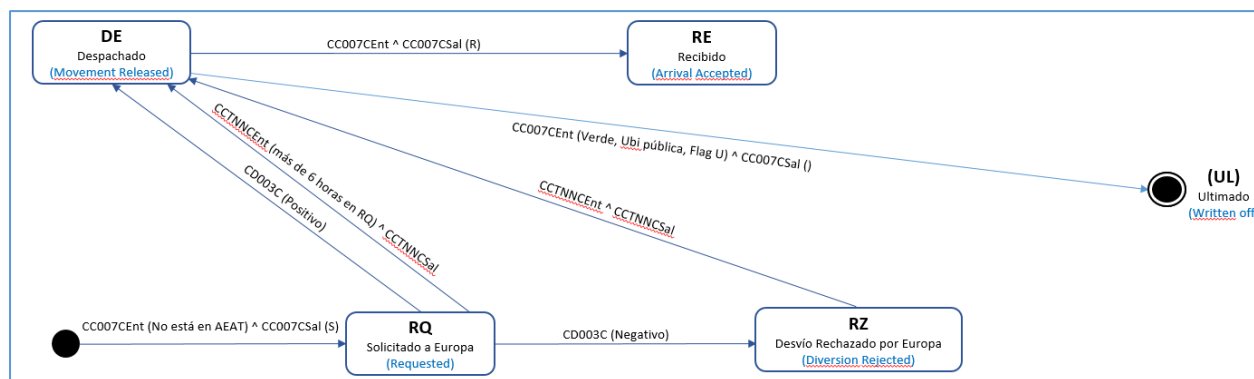 DE
Despachado
(Movement Released)
CC007CEnt ^ CC007CSal (R)
RE
Recibido
(Arrival Accepted)
CC007CEnt (Verde, Ubi pública, Flag U) ^ CC007CSal ()
(UL)
Ultimado
(Written off)
CCTNNCEnt (más de 6 horas en RQ) ^ CCTNNCSal
CD003C (Positivo)
CCTNNCEnt ^ CCTNNCSal
CC007CEnt (No está en AEAT) ^ CC007CSal (S)
RQ
Solicitado a Europa
(Requested)
CD003C (Negativo)
RZ
Desvío Rechazado por Europa
(Diversion Rejected)